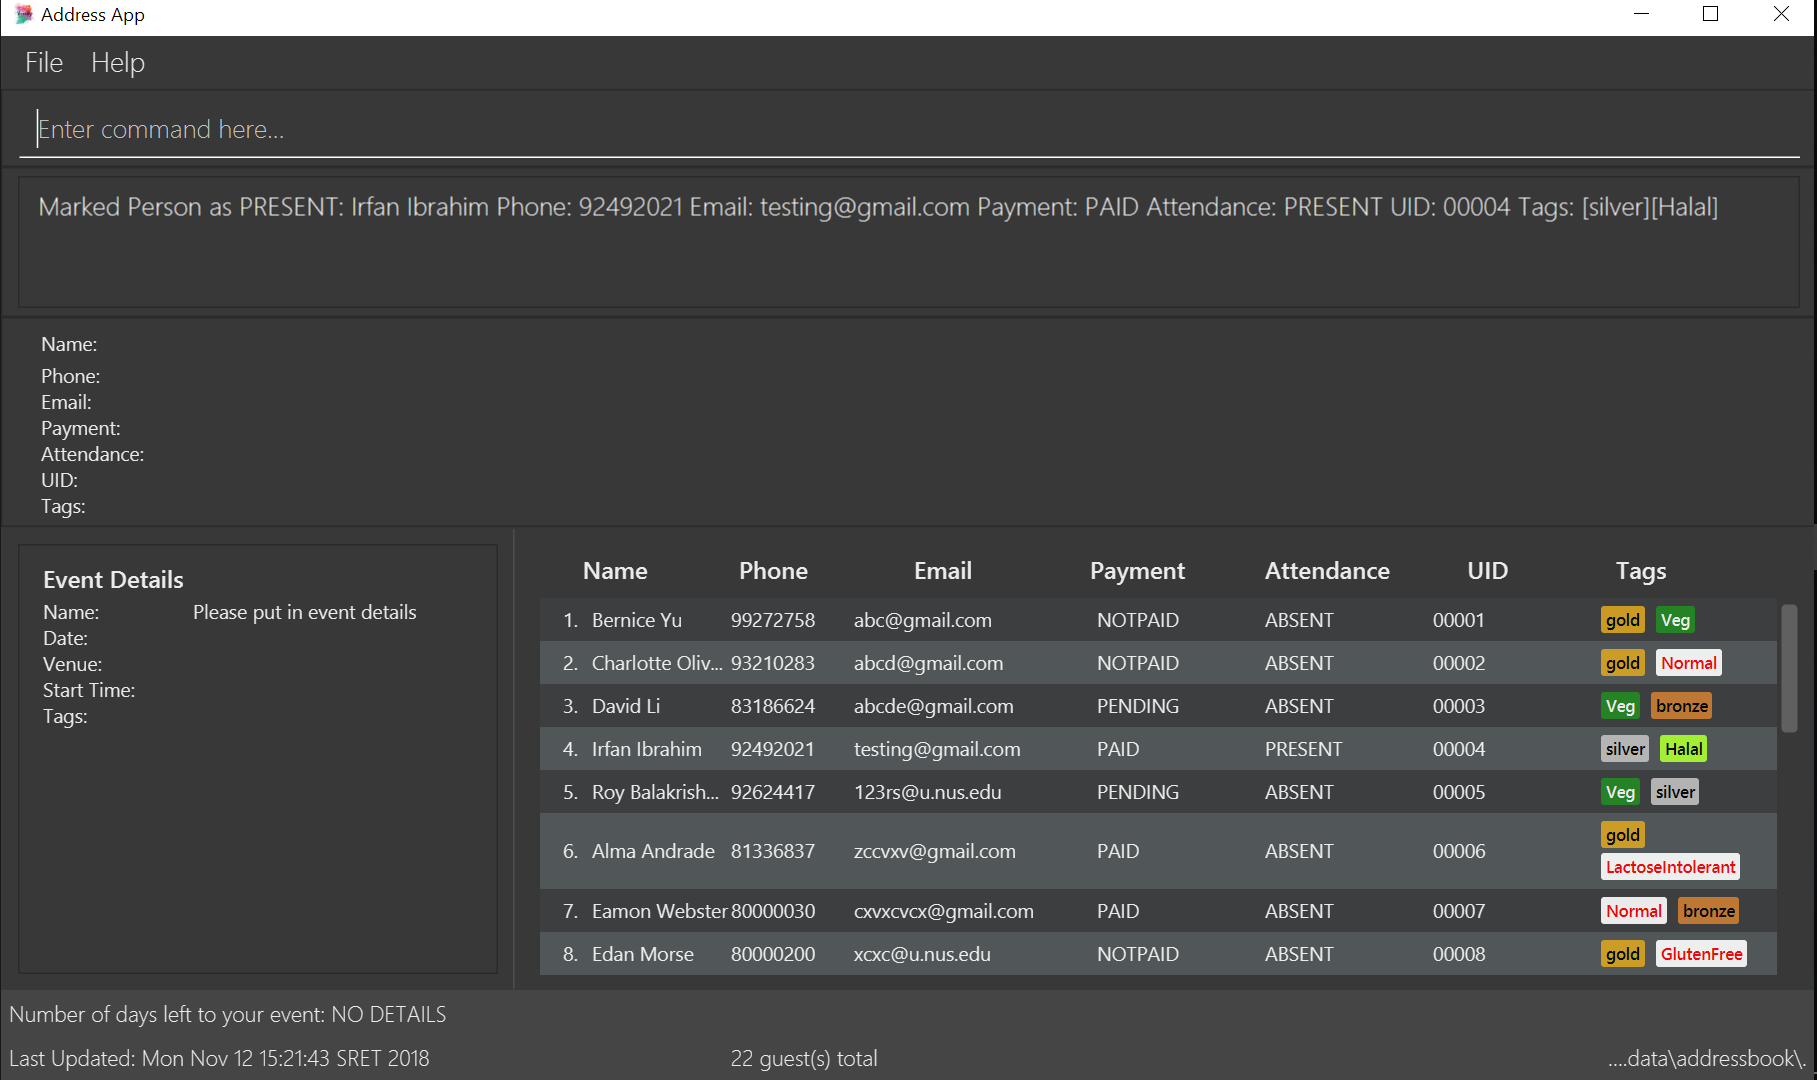 Address App
File Help
Enter command here...
Marked Person as PRESENT: Irfan Ibrahim Phone: 92492021 Email: testing@gmail.com Payment: PAID Attendance: PRESENT UID: 00004 Tags: [silver][Halal]
Name:
Phone:
Email:
Payment:
Attendance:
UID:
Tags:
Event Details
Name: Please put in event details
Date:
Venue:
Start Time:
Tags:
Name Phone Email Payment Attendance UID Tags
1. Bernice Yu 99272758 abc@gmail.com NOTPAID ABSENT 00001 gold Veg
2. Charlotte Oliv... 93210283 abcd@gmail.com NOTPAID ABSENT 00002 gold Normal
3. David Li 83186624 abcde@gmail.com PENDING ABSENT 00003 Veg bronze
4. Irfan Ibrahim 92492021 testing@gmail.com PAID PRESENT 00004 silver Halal
5. Roy Balakrish... 92624417 123rs@u.nus.edu PENDING ABSENT 00005 Veg silver
6. Alma Andrade 81336837 zccvxv@gmail.com PAID ABSENT 00006 gold LactoseIntolerant
7. Eamon Webster 80000030 cxvxcvcx@gmail.com PAID ABSENT 00007 Normal bronze
8. Edan Morse 80000200 xcxc@u.nus.edu NOTPAID ABSENT 00008 gold GlutenFree
Number of days left to your event: NO DETAILS
Last Updated: Mon Nov 12 15:21:43 SRET 2018 22 guest(s) total ....data\addressbook\.